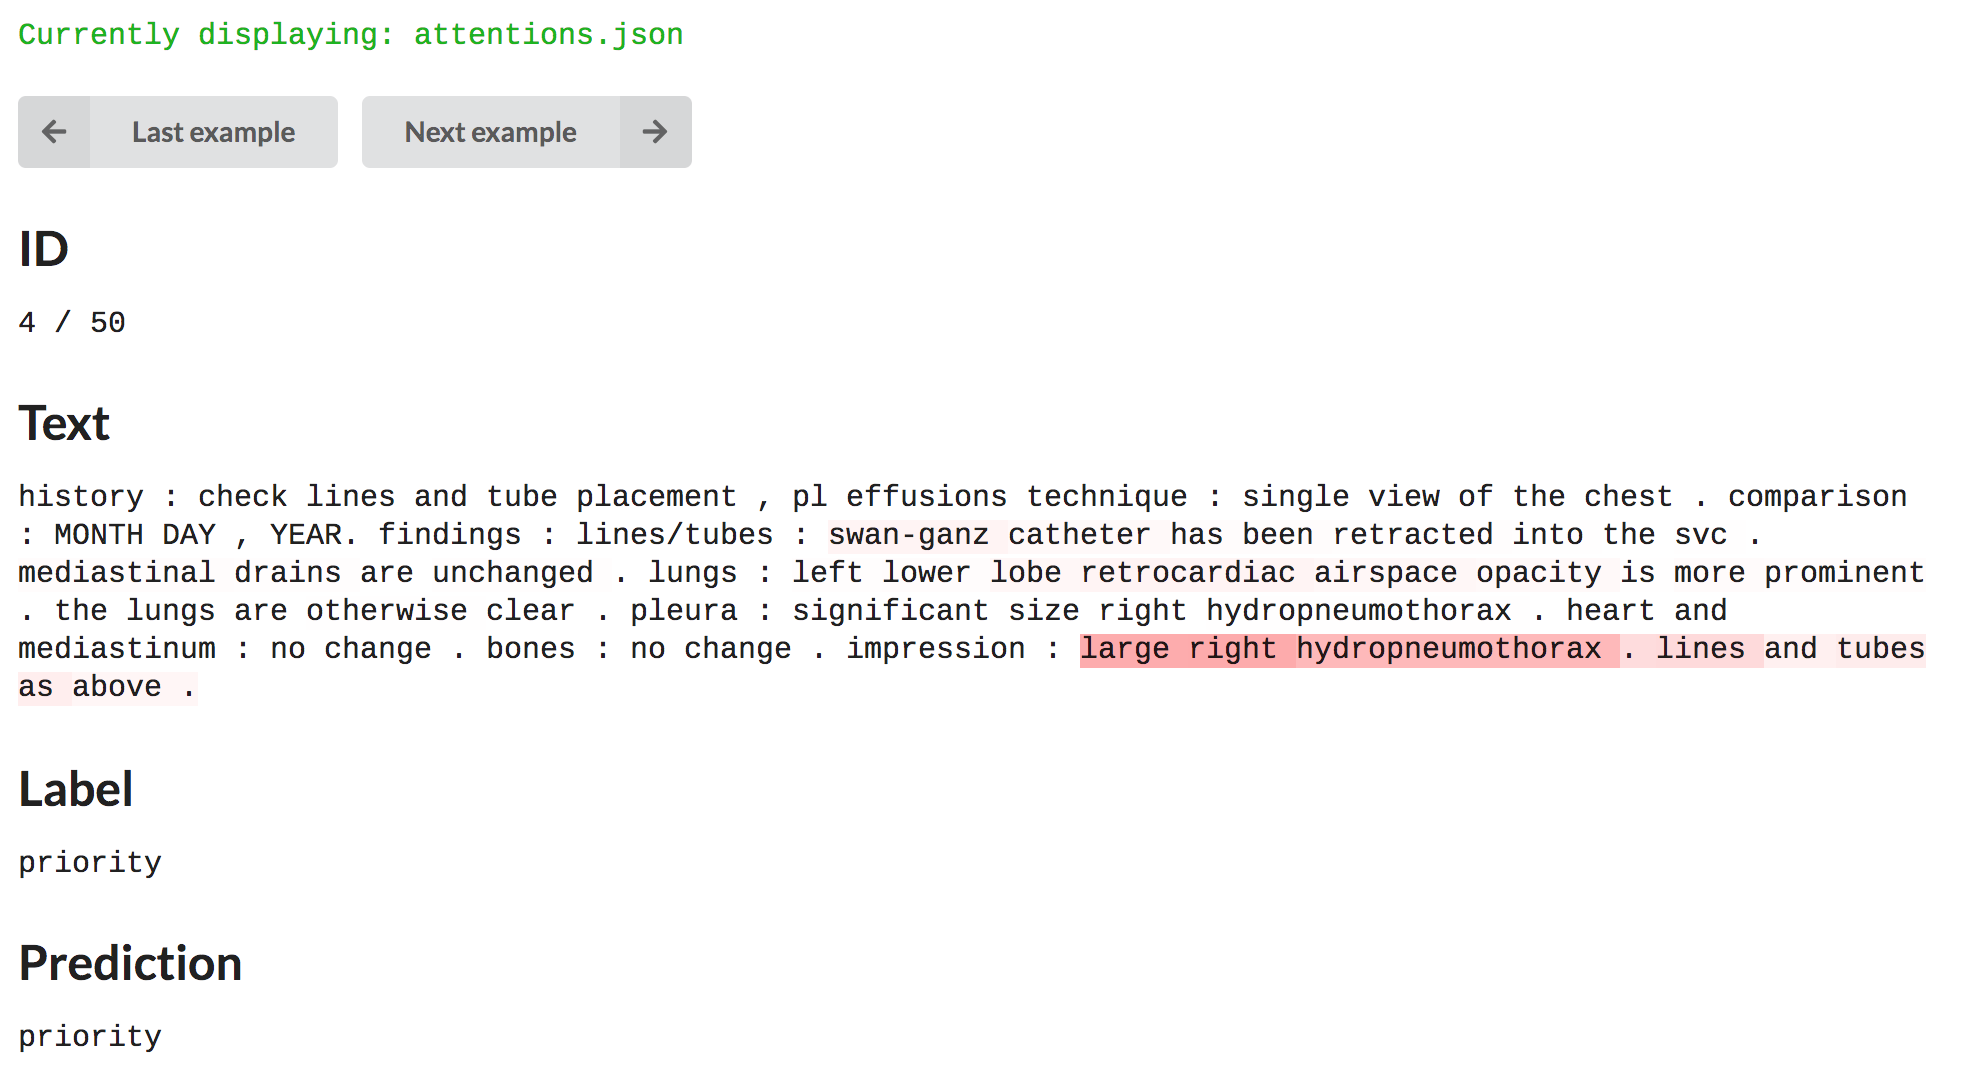 Currently displaying: attentions.json
Last example
Next example
ID
4 / 50
Text
history : check lines and tube placement , pl effusions technique : single view of the chest . comparison
: MONTH DAY , YEAR. findings : lines/tubes : swan-ganz catheter has been retracted into the svc .
mediastinal drains are unchanged . lungs : left lower lobe retrocardiac airspace opacity is more prominent
. the lungs are otherwise clear . pleura : significant size right hydropneumothorax . heart and
mediastinum : no change . bones : no change . impression : large right hydropneumothorax . lines and tubes
as above .
Label
priority
Prediction
priority